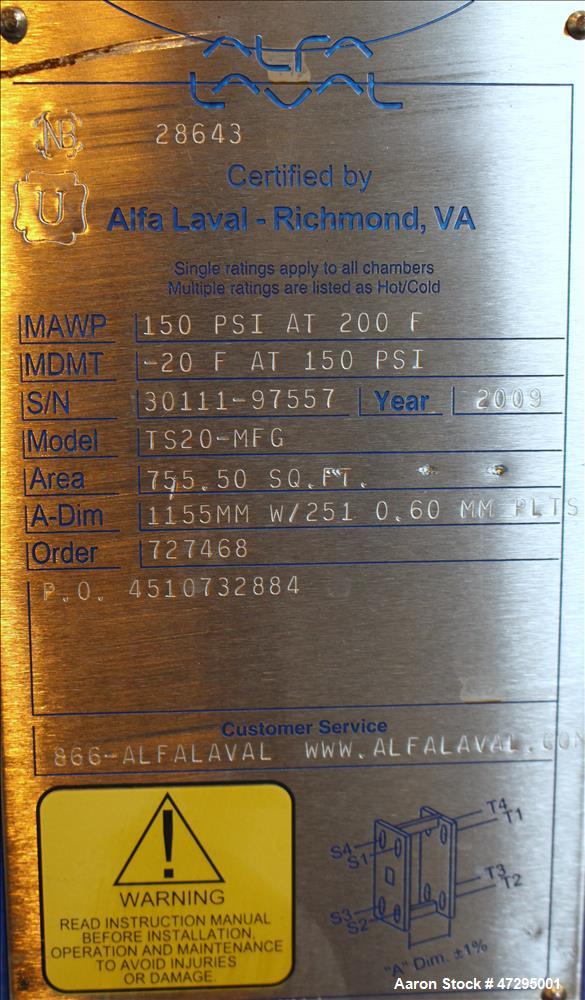 ALFA
LAVAL
NB 28643
U
Certified by
Alfa Laval - Richmond, VA
Single ratings apply to all chambers
Multiple ratings are listed as Hot/Cold
MAWP 150 PSI AT 200 F
MDMT -20 F AT 150 PSI
S/N 30111-97557 Year 2009
Model TS20-MFG
Area 755.50 SQ.FT.
A-Dim 1155MM W/251 0.60 MM PLTS
Order 727468
P.O. 4510732884
Customer Service
866-ALFALAVAL WWW.ALFALAVAL.COM
WARNING
READ INSTRUCTION MANUAL
BEFORE INSTALLATION,
OPERATION AND MAINTENANCE
TO AVOID INJURIES
OR DAMAGE.
T4
T1
S4
S1
T3
T2
S3
S2
"A" Dim. ±1%
Aaron Stock # 47295001